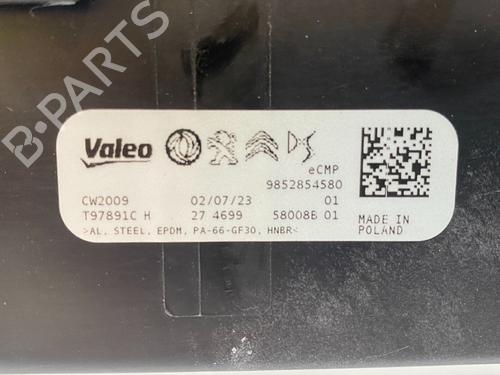 B-PARTS
Valeo DS
eCMP
9852854580
CW2009 02/07/23 01
T97891C H 27 4699 58008B 01
>AL, STEEL, EPDM, PA-66-GF30, HNBR<
MADE IN
POLAND